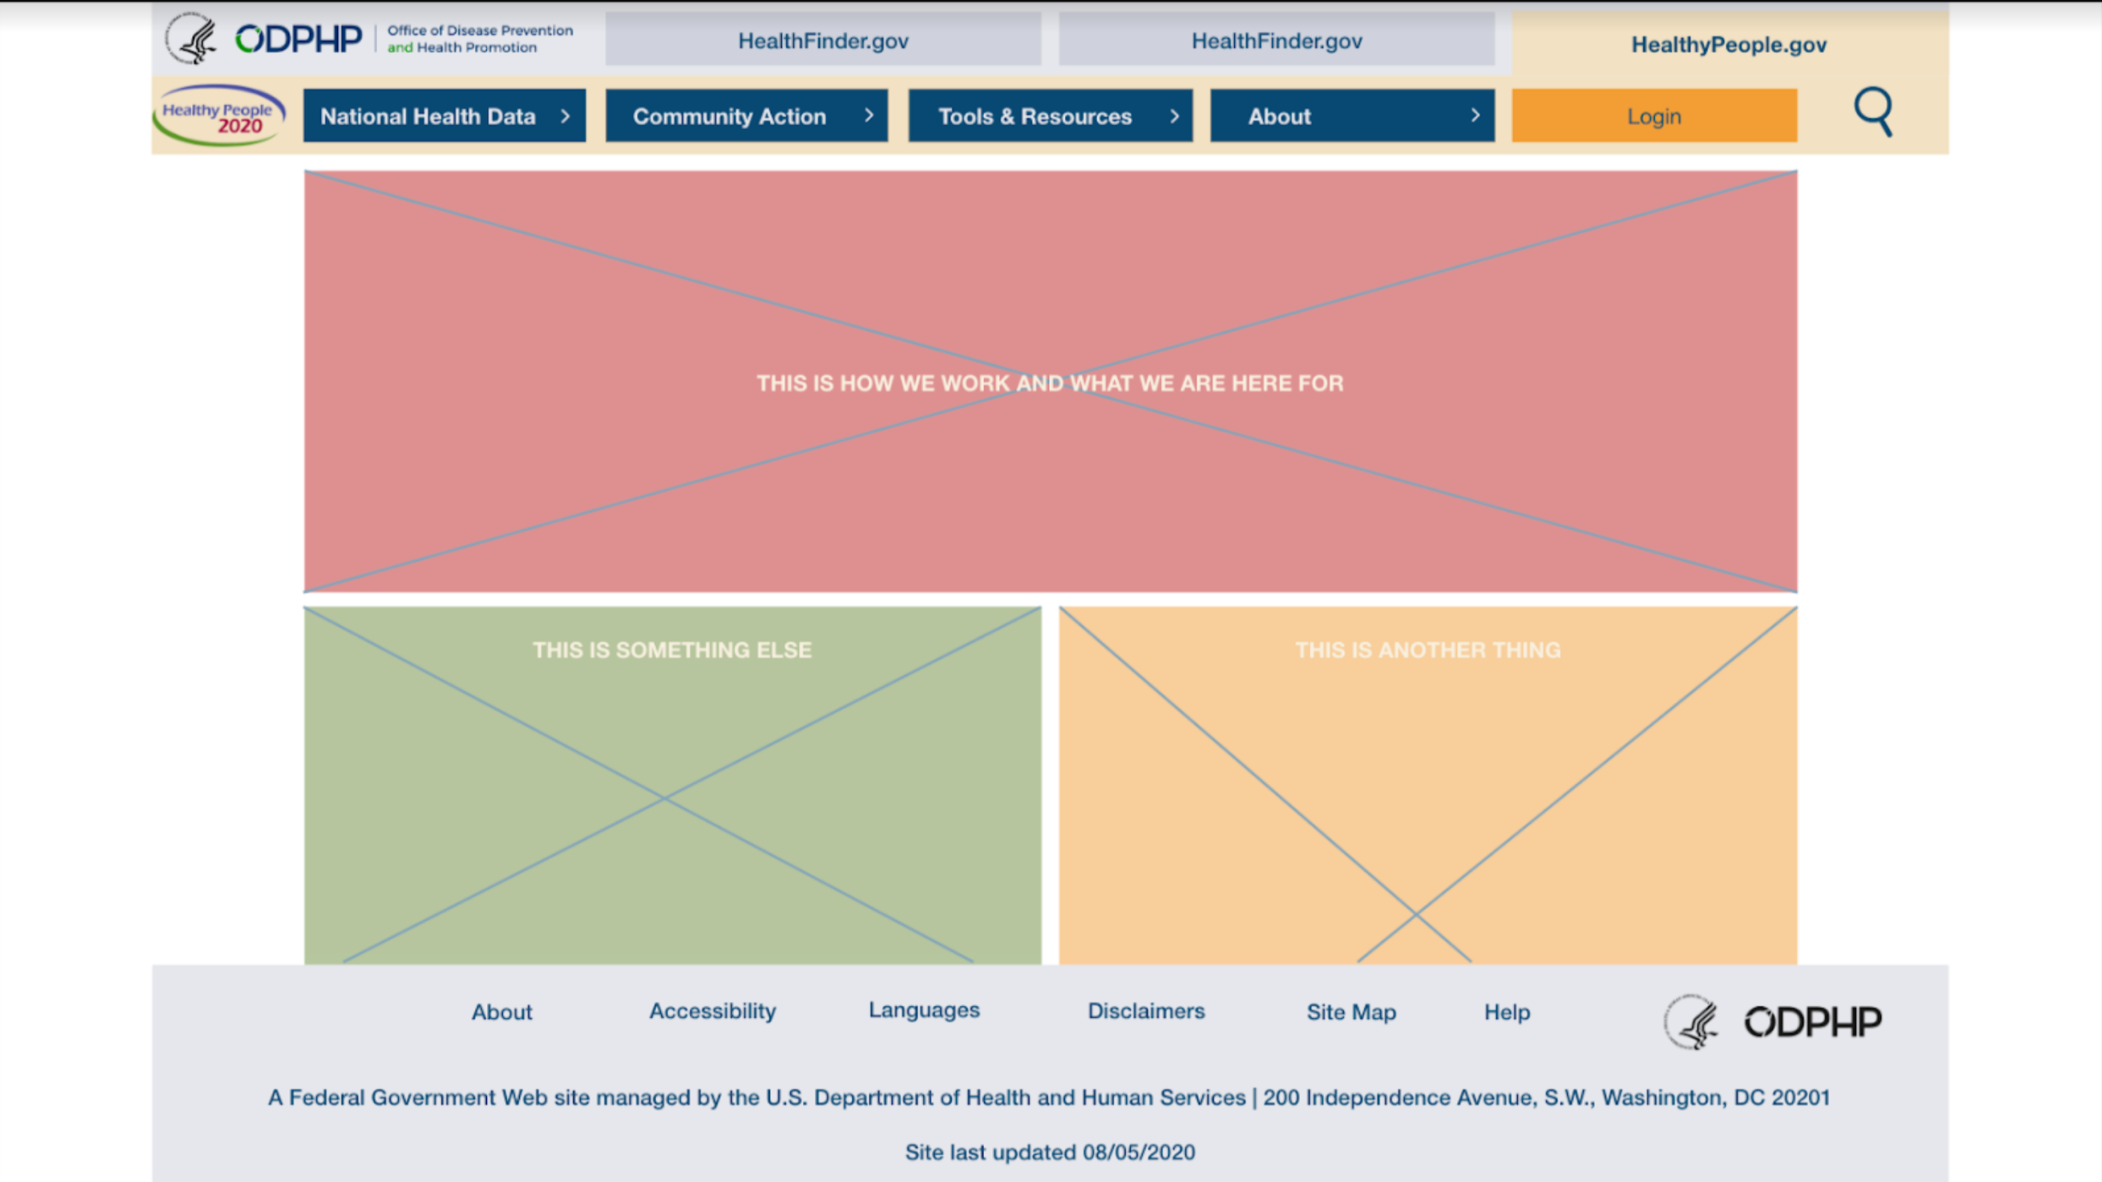 ODPHP
Office of Disease Prevention
and Health Promotion
HealthFinder.gov
HealthFinder.gov
HealthyPeople.gov
Healthy People
2020
National Health Data
Community Action
Tools & Resources
About
Login
THIS IS HOW WE WORK AND WHAT WE ARE HERE FOR
THIS IS SOMETHING ELSE
THIS IS ANOTHER THING
About
Accessibility
Languages
Disclaimers
Site Map
Help
ODPHP
A Federal Government Web site managed by the U.S. Department of Health and Human Services | 200 Independence Avenue, S.W., Washington, DC 20201
Site last updated 08/05/2020